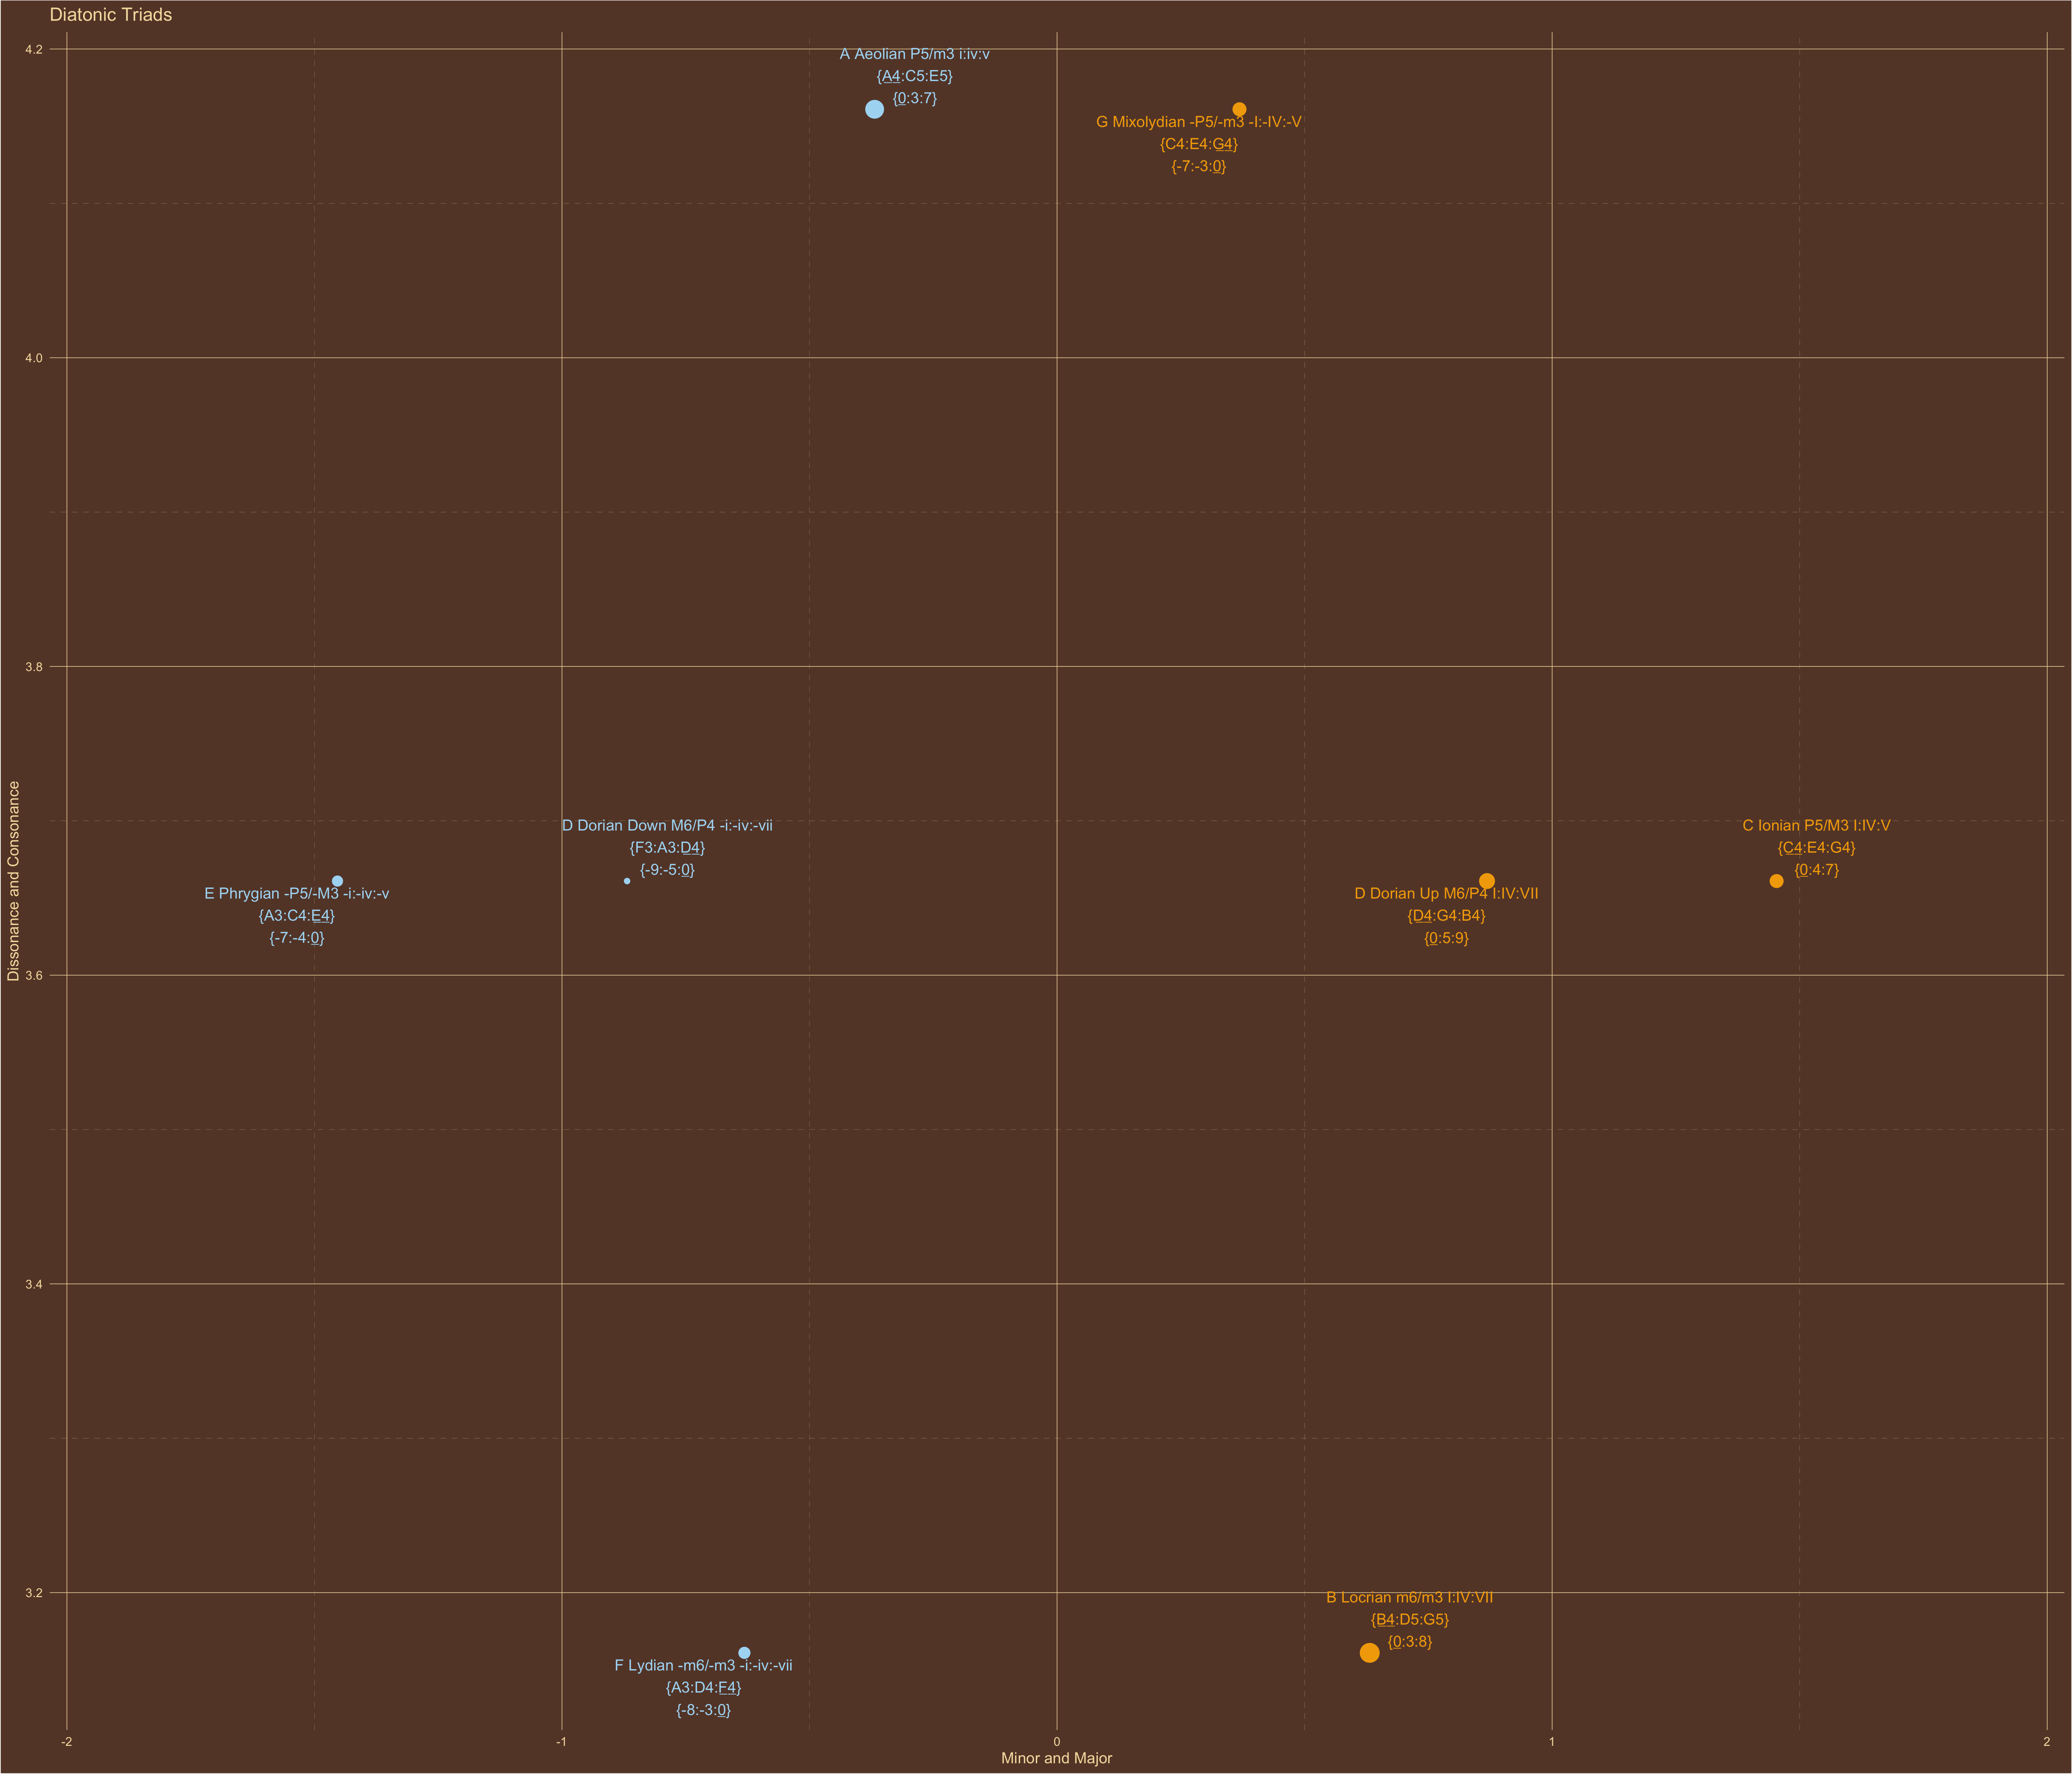 Diatonic Triads
4.2
A Aeolian P5/m3 i:iv:v
{A4:C5:E5}
{0:3:7}
G Mixolydian -P5/-m3 -I:-IV:-V
{C4:E4:G4}
{-7:-3:0}
4.0
3.8
D Dorian Down M6/P4 -i:-iv:-vii
{F3:A3:D4}
{-9:-5:0}
C Ionian P5/M3 I:IV:V
{C4:E4:G4}
{0:4:7}
E Phrygian -P5/-M3 -i:-iv:-v
{A3:C4:E4}
{-7:-4:0}
D Dorian Up M6/P4 I:IV:VII
{D4:G4:B4}
{0:5:9}
Dissonance and Consonance
3.6
3.4
3.2
B Locrian m6/m3 I:IV:VII
{B4:D5:G5}
{0:3:8}
F Lydian -m6/-m3 -i:-iv:-vii
{A3:D4:F4}
{-8:-3:0}
-2
-1
0
1
2
Minor and Major